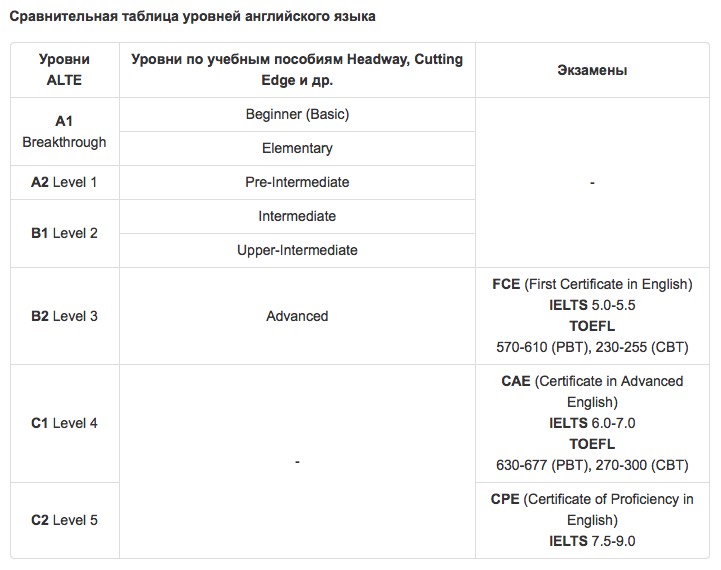 Сравнительная таблица уровней английского языка
Уровни
ALTE
Уровни по учебным пособиям Headway, Cutting
Edge и др.
Экзамены
A1
Breakthrough
Beginner (Basic)
Elementary
-
A2 Level 1
Pre-Intermediate
B1 Level 2
Intermediate
Upper-Intermediate
B2 Level 3
Advanced
FCE (First Certificate in English)
IELTS 5.0-5.5
TOEFL
570-610 (PBT), 230-255 (CBT)
C1 Level 4
-
CAE (Certificate in Advanced
English)
IELTS 6.0-7.0
TOEFL
630-677 (PBT), 270-300 (CBT)
C2 Level 5
CPE (Certificate of Proficiency in
English)
IELTS 7.5-9.0